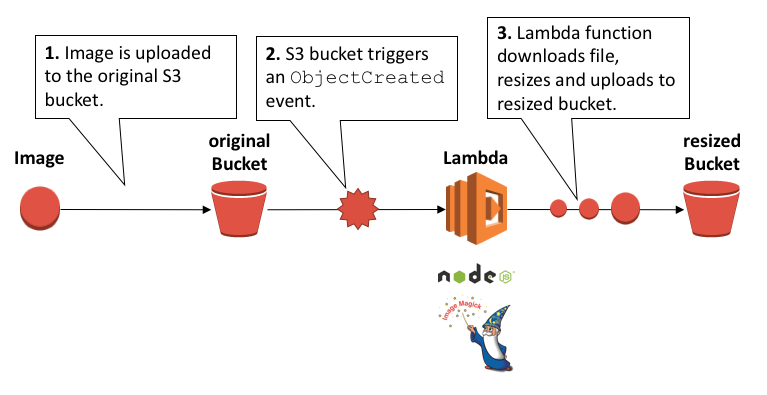 1. Image is uploaded
to the original S3
bucket.
2. S3 bucket triggers
an ObjectCreated
event.
3. Lambda function
downloads file,
resizes and uploads to
resized bucket.
Image
original
Bucket
Lambda
resized
Bucket
node
JS
Image Magick